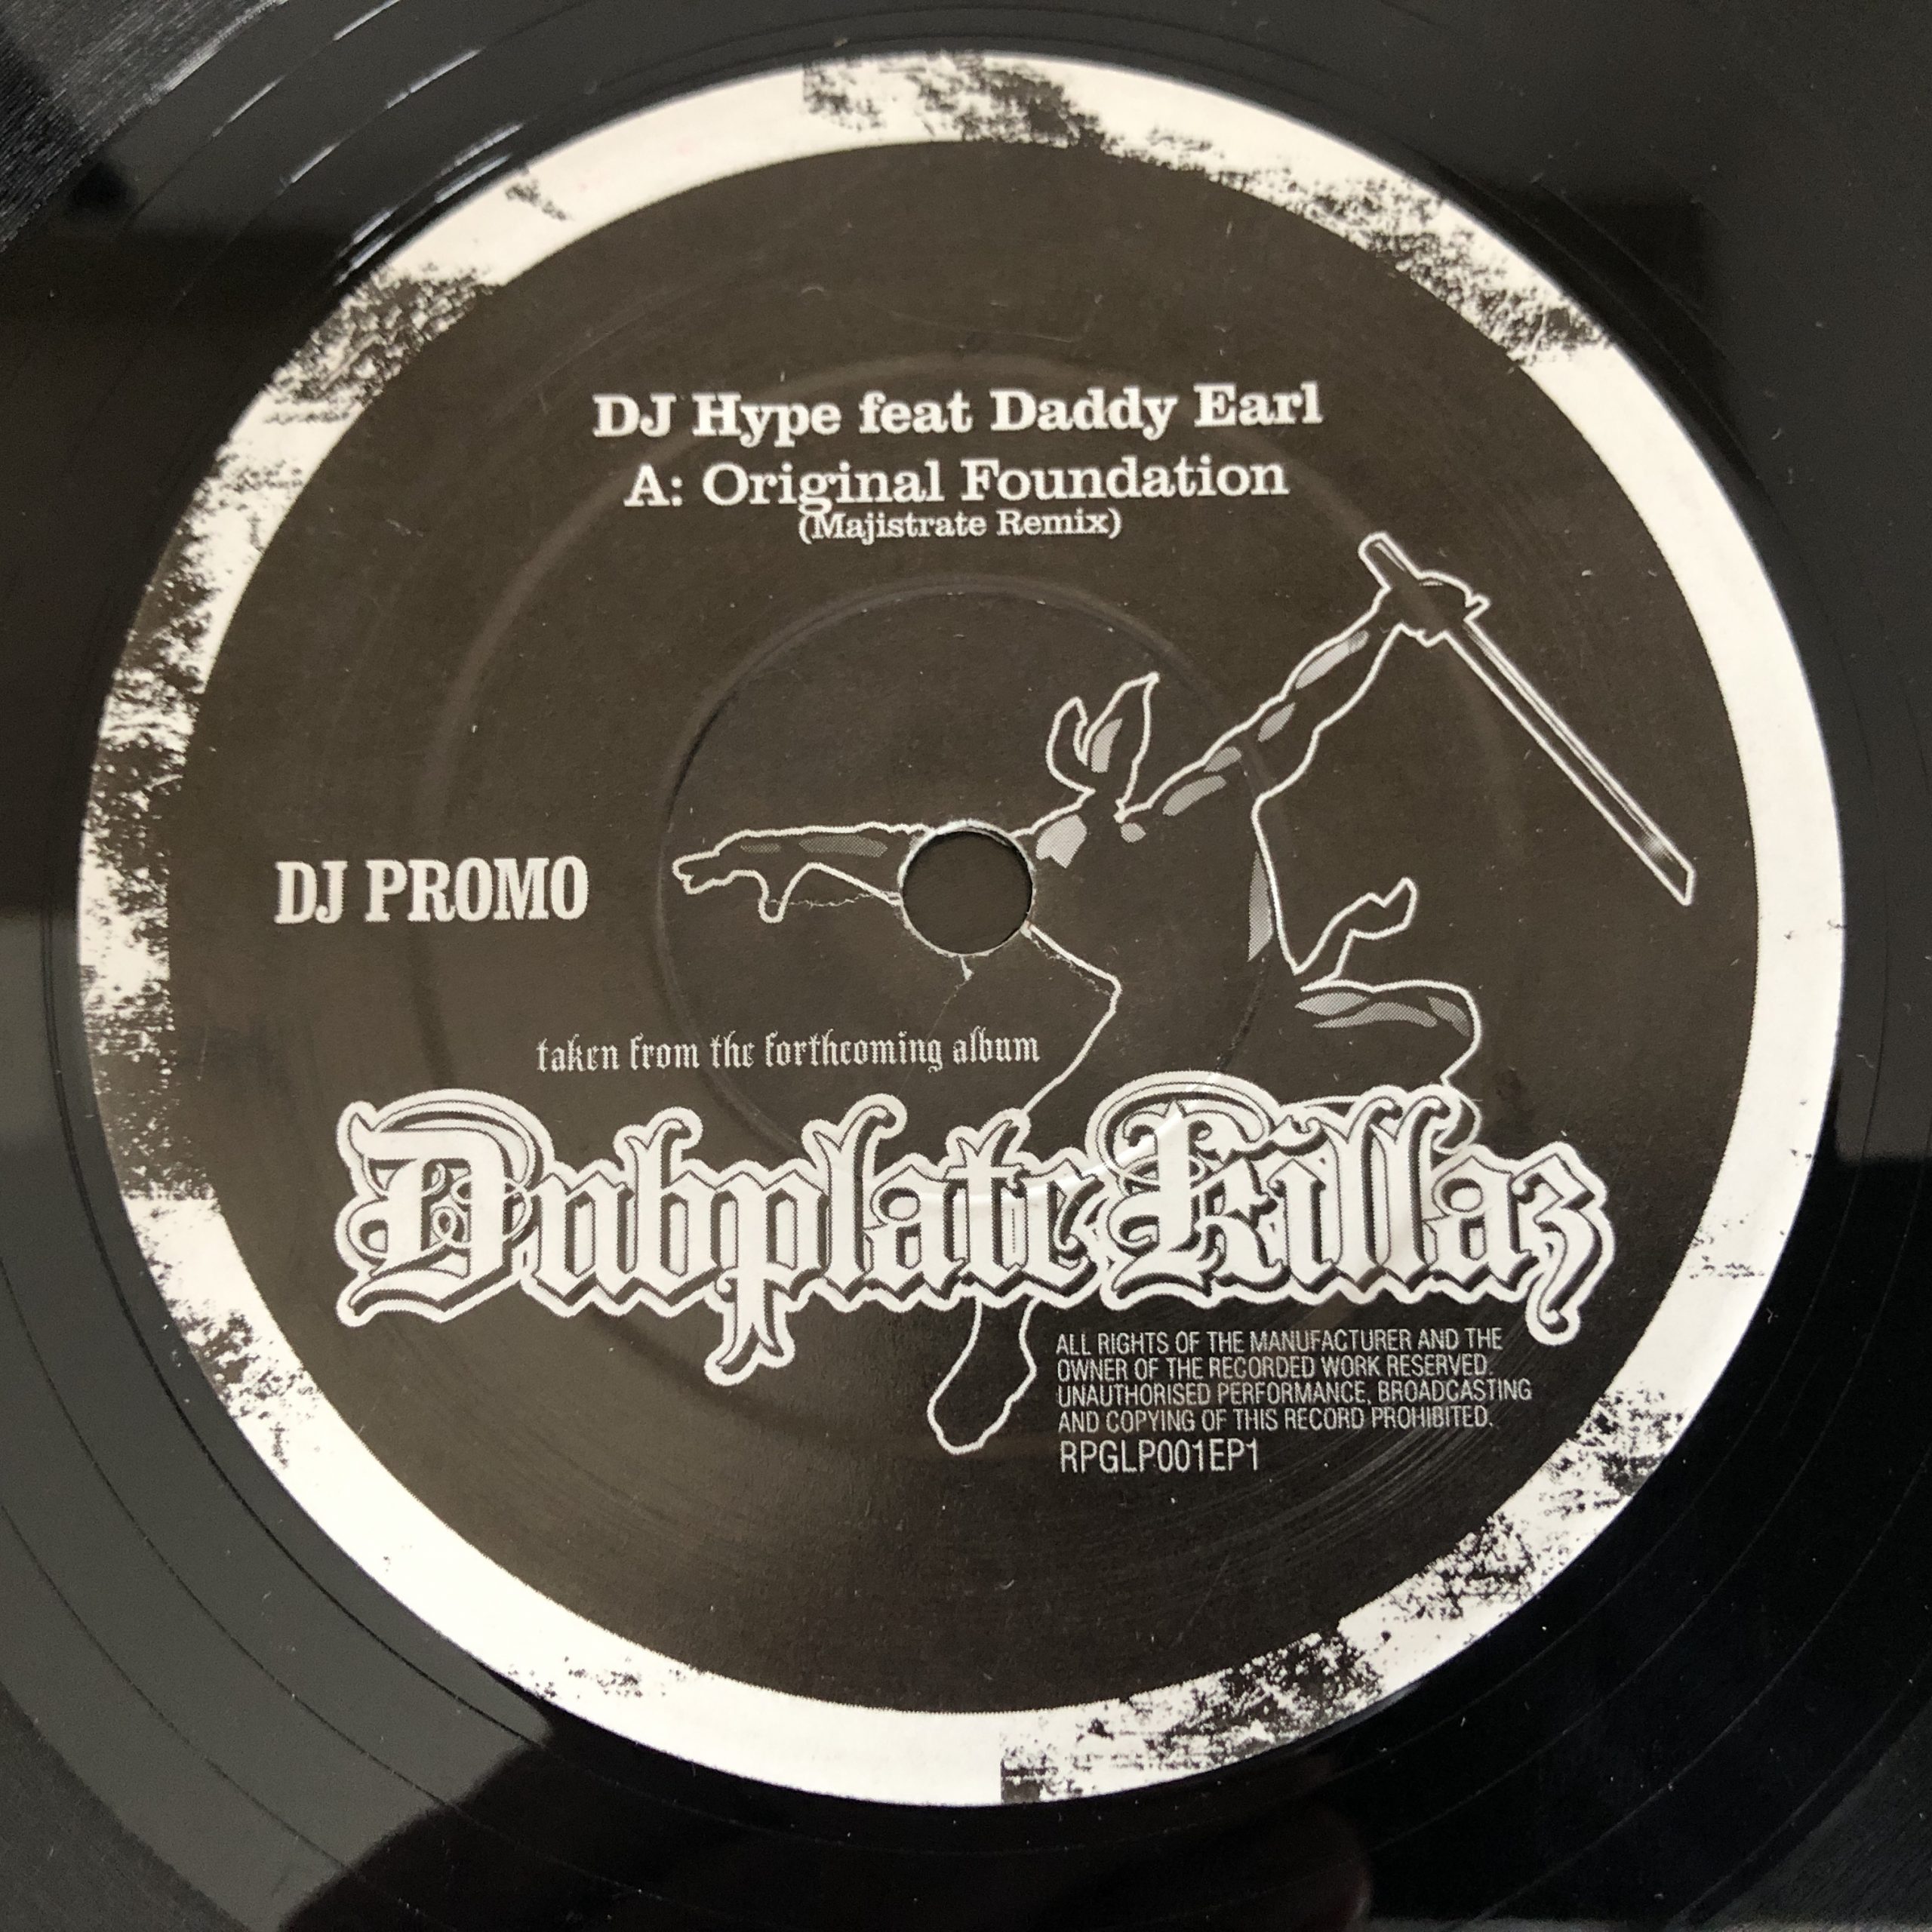 DJ Hype feat Daddy Earl
A: Original Foundation
(Majistrate Remix)
DJ PROMO
taken from the forthcoming album
Dubplate Killaz
ALL RIGHTS OF THE MANUFACTURER AND THE
OWNER OF THE RECORDED WORK RESERVED.
UNAUTHORISED PERFORMANCE, BROADCASTING
AND COPYING OF THIS RECORD PROHIBITED.
RPGLP001EP1